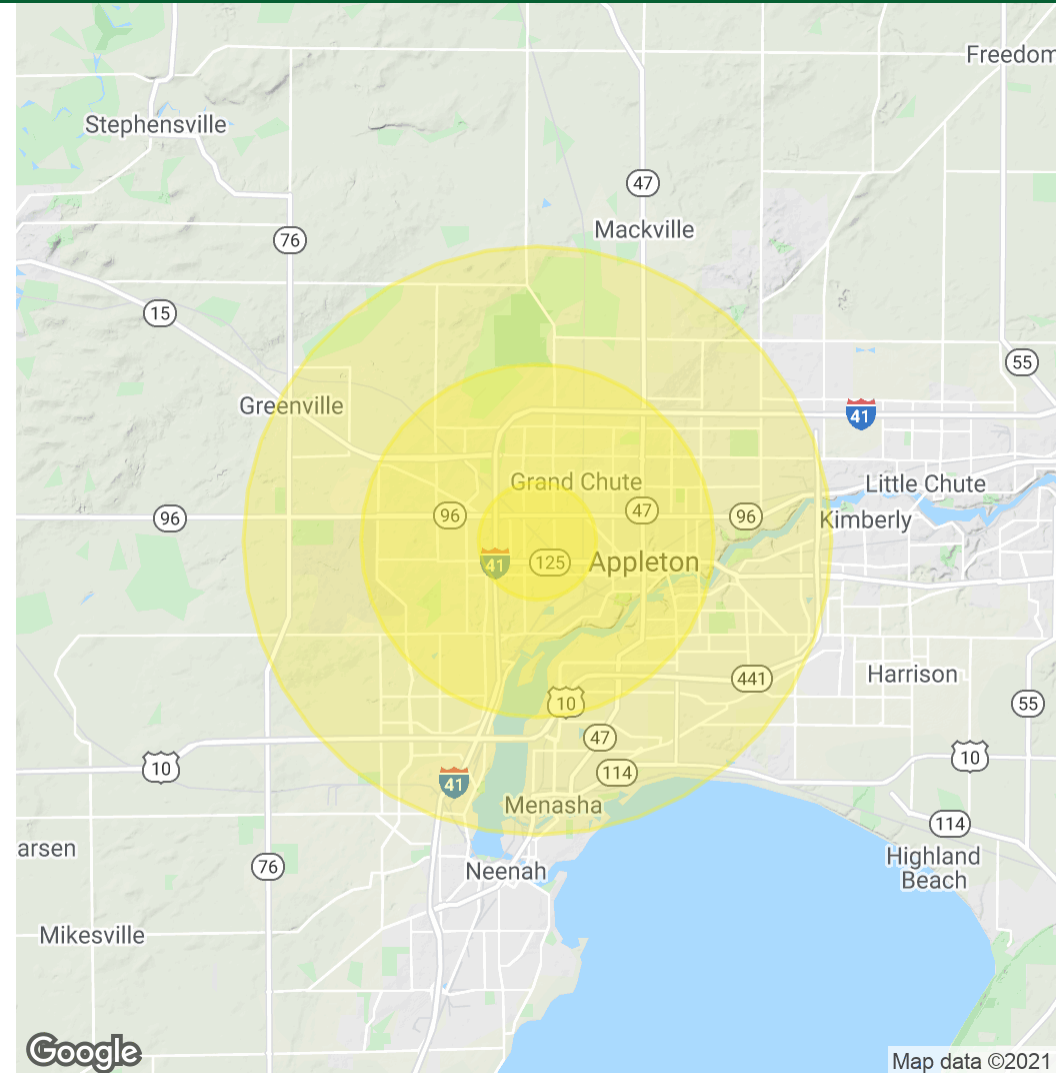 Freedom
Stephensville
47
Mackville
76
15
55
Greenville
41
Grand Chute
Little Chute
96
96
47
96
Kimberly
41
125
Appleton
441
Harrison
10
55
47
10
10
114
41
Menasha
114
arsen
76
Neenah
Highland
Beach
Mikesville
Google
Map data ©2021